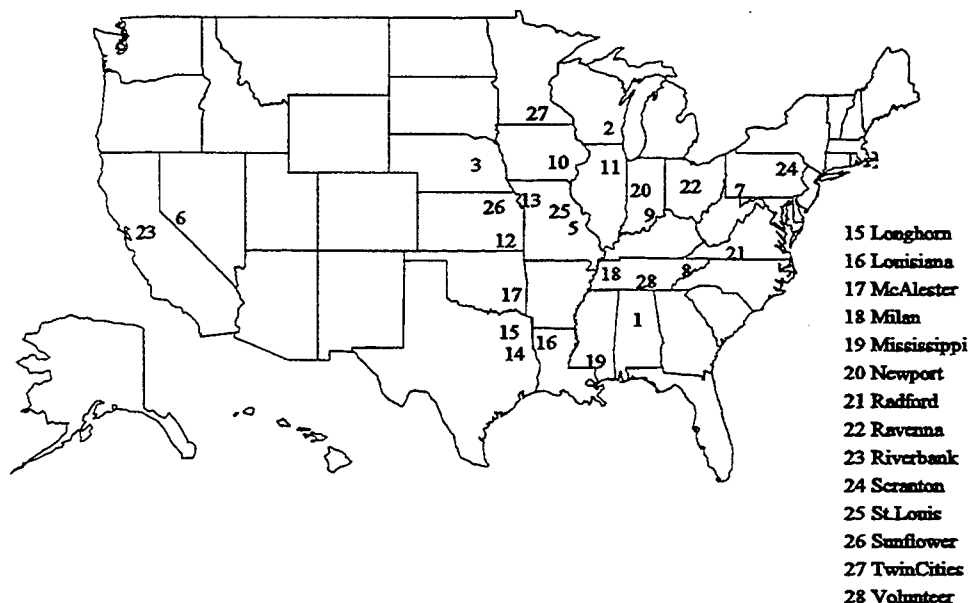 27
2
3
10
11
24
20
22
7
26
13
25
9
5
6
23
12
21
18
8
28
17
1
15
14
16
19
15 Longhorn
16 Louisiana
17 McAlester
18 Milan
19 Mississippi
20 Newport
21 Radford
22 Ravenna
23 Riverbank
24 Scranton
25 St.Louis
26 Sunflower
27 TwinCities
28 Volunteer